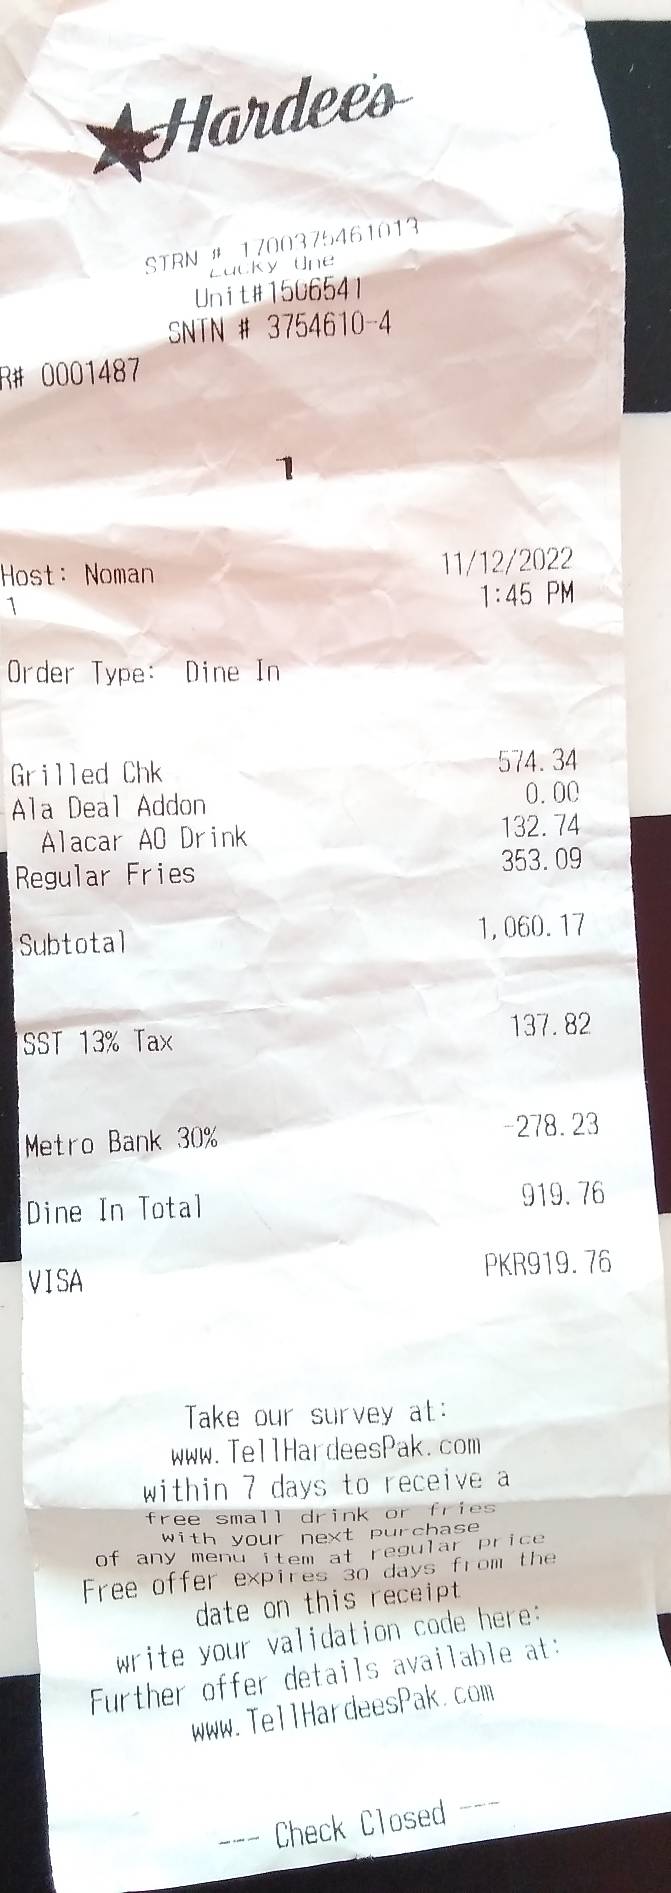 Hardee's
STRN # 1700375461013
Lucky One
Unit#1506541
SNTN # 3754610-4
R# 0001487
1
Host: Noman 11/12/2022
1 1:45 PM
Order Type: Dine In
Grilled Chk 574.34
Ala Deal Addon 0.00
Alacar AO Drink 132.74
Regular Fries 353.09
Subtotal 1,060.17
SST 13% Tax 137.82
Metro Bank 30% -278.23
Dine In Total 919.76
VISA PKR919.76
Take our survey at:
www.TellHardeesPak.com
within 7 days to receive a
free small drink or fries
with your next purchase
of any menu item at regular price
Free offer expires 30 days from the
date on this receipt
write your validation code here:
Further offer details available at:
www.TellHardeesPak.com
--- Check Closed ---